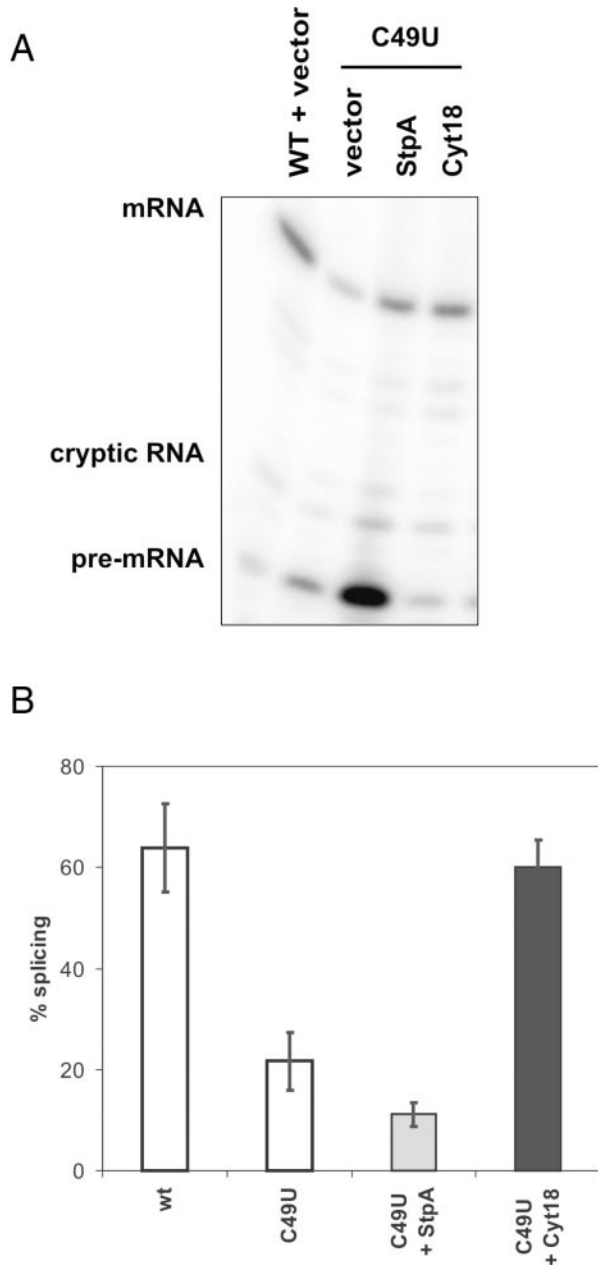 A
C49U
WT + vector
vector
StpA
Cyt18
mRNA
cryptic RNA
pre-mRNA
B
80
60
40
20
0
% splicing
wt
C49U
C49U
+ StpA
C49U
+ Cyt18